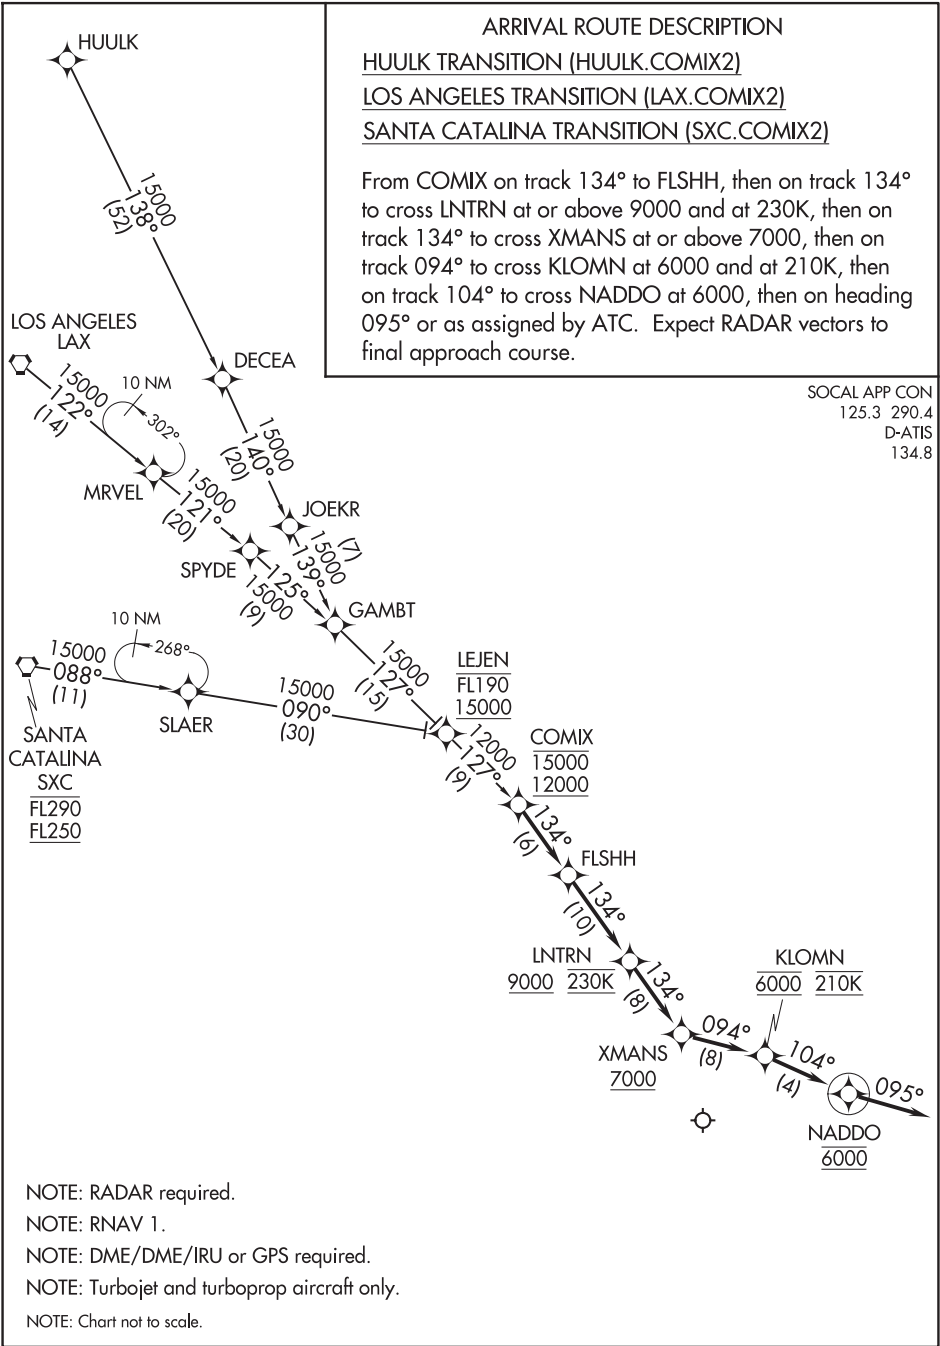 ARRIVAL ROUTE DESCRIPTION
HUULK TRANSITION (HUULK.COMIX2)
LOS ANGELES TRANSITION (LAX.COMIX2)
SANTA CATALINA TRANSITION (SXC.COMIX2)
From COMIX on track 134° to FLSHH, then on track 134°
to cross LNTRN at or above 9000 and at 230K, then on
track 134° to cross XMANS at or above 7000, then on
track 094° to cross KLOMN at 6000 and at 210K, then
on track 104° to cross NADDO at 6000, then on heading
095° or as assigned by ATC. Expect RADAR vectors to
final approach course.
SOCAL APP CON
125.3 290.4
D-ATIS
134.8
HUULK
15000
138°
(52)
LOS ANGELES
LAX
15000
122°
(14)
10 NM
302°
DECEA
15000
140°
(20)
MRVEL
15000
121°
(20)
JOEKR
(7)
15000
139°
SPYDE
125°
15000
(9)
GAMBT
15000
127°
(15)
10 NM
268°
15000
088°
(11)
SANTA
CATALINA
SXC
FL290
FL250
SLAER
15000
090°
(30)
LEJEN
FL190
15000
12000
127°
(9)
COMIX
15000
12000
134°
(6)
FLSHH
134°
(10)
LNTRN
9000 230K
134°
(8)
XMANS
7000
094°
(8)
KLOMN
6000 210K
104°
(4)
NADDO
6000
095°
NOTE: RADAR required.
NOTE: RNAV 1.
NOTE: DME/DME/IRU or GPS required.
NOTE: Turbojet and turboprop aircraft only.
NOTE: Chart not to scale.